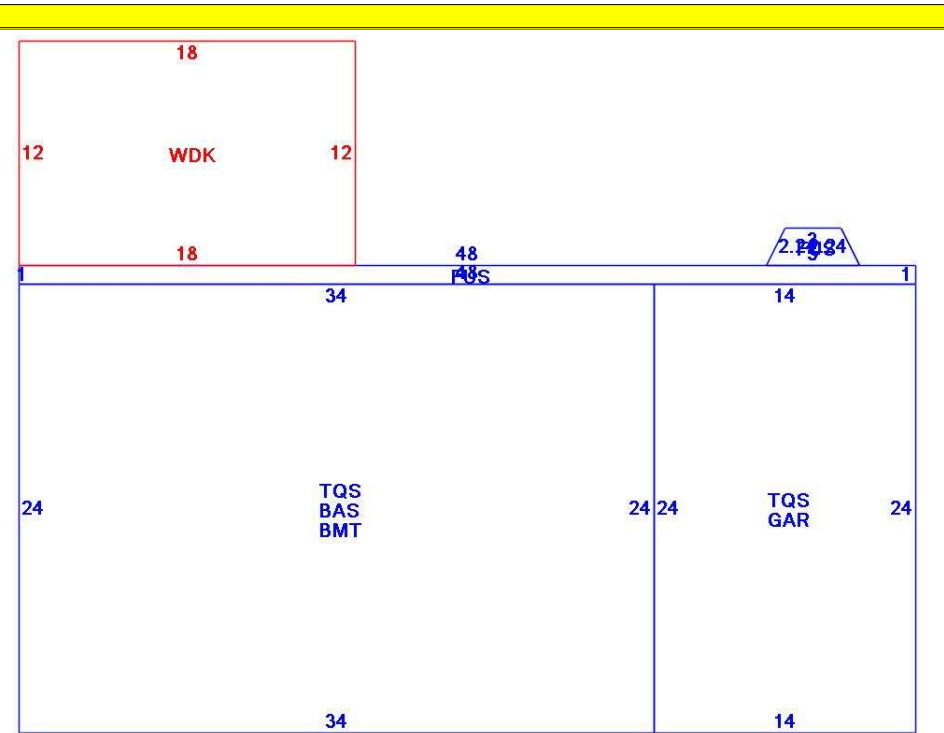 18
12 WDK 12
18
48
1 FUS 1
34 14
24 TQS
BAS
BMT 24
24 TQS
GAR 24
34 14